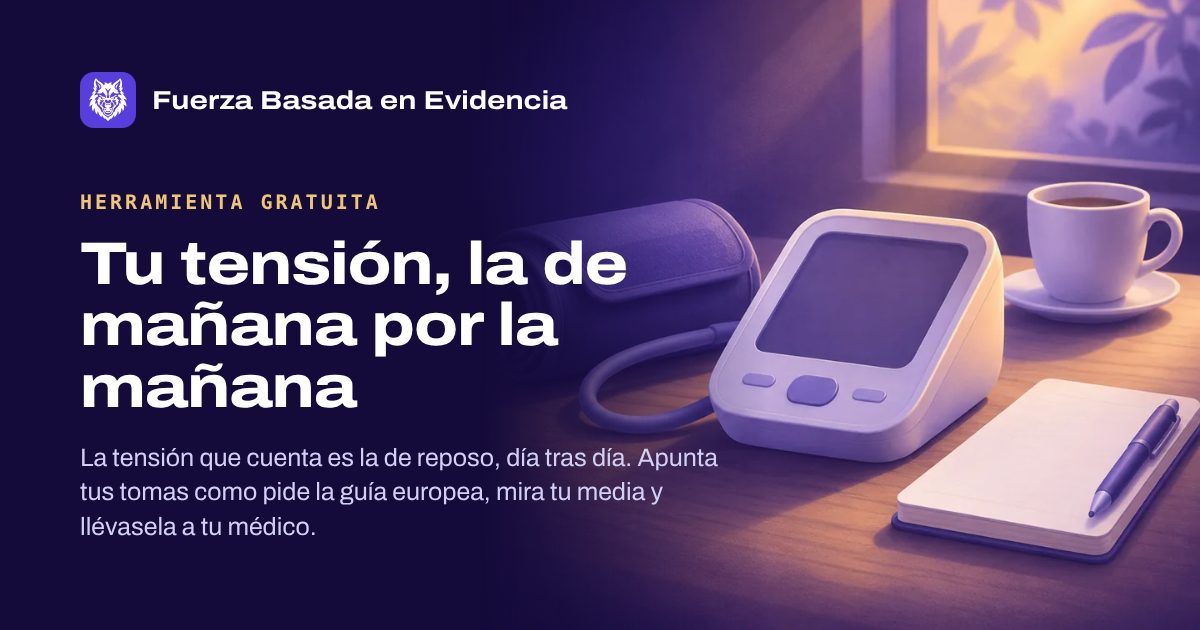 Fuerza Basada en Evidencia
HERRAMIENTA GRATUITA
Tu tensión, la de
mañana por la
mañana
La tensión que cuenta es la de reposo, día tras día. Apunta
tus tomas como pide la guía europea, mira tu media y
llévasela a tu médico.